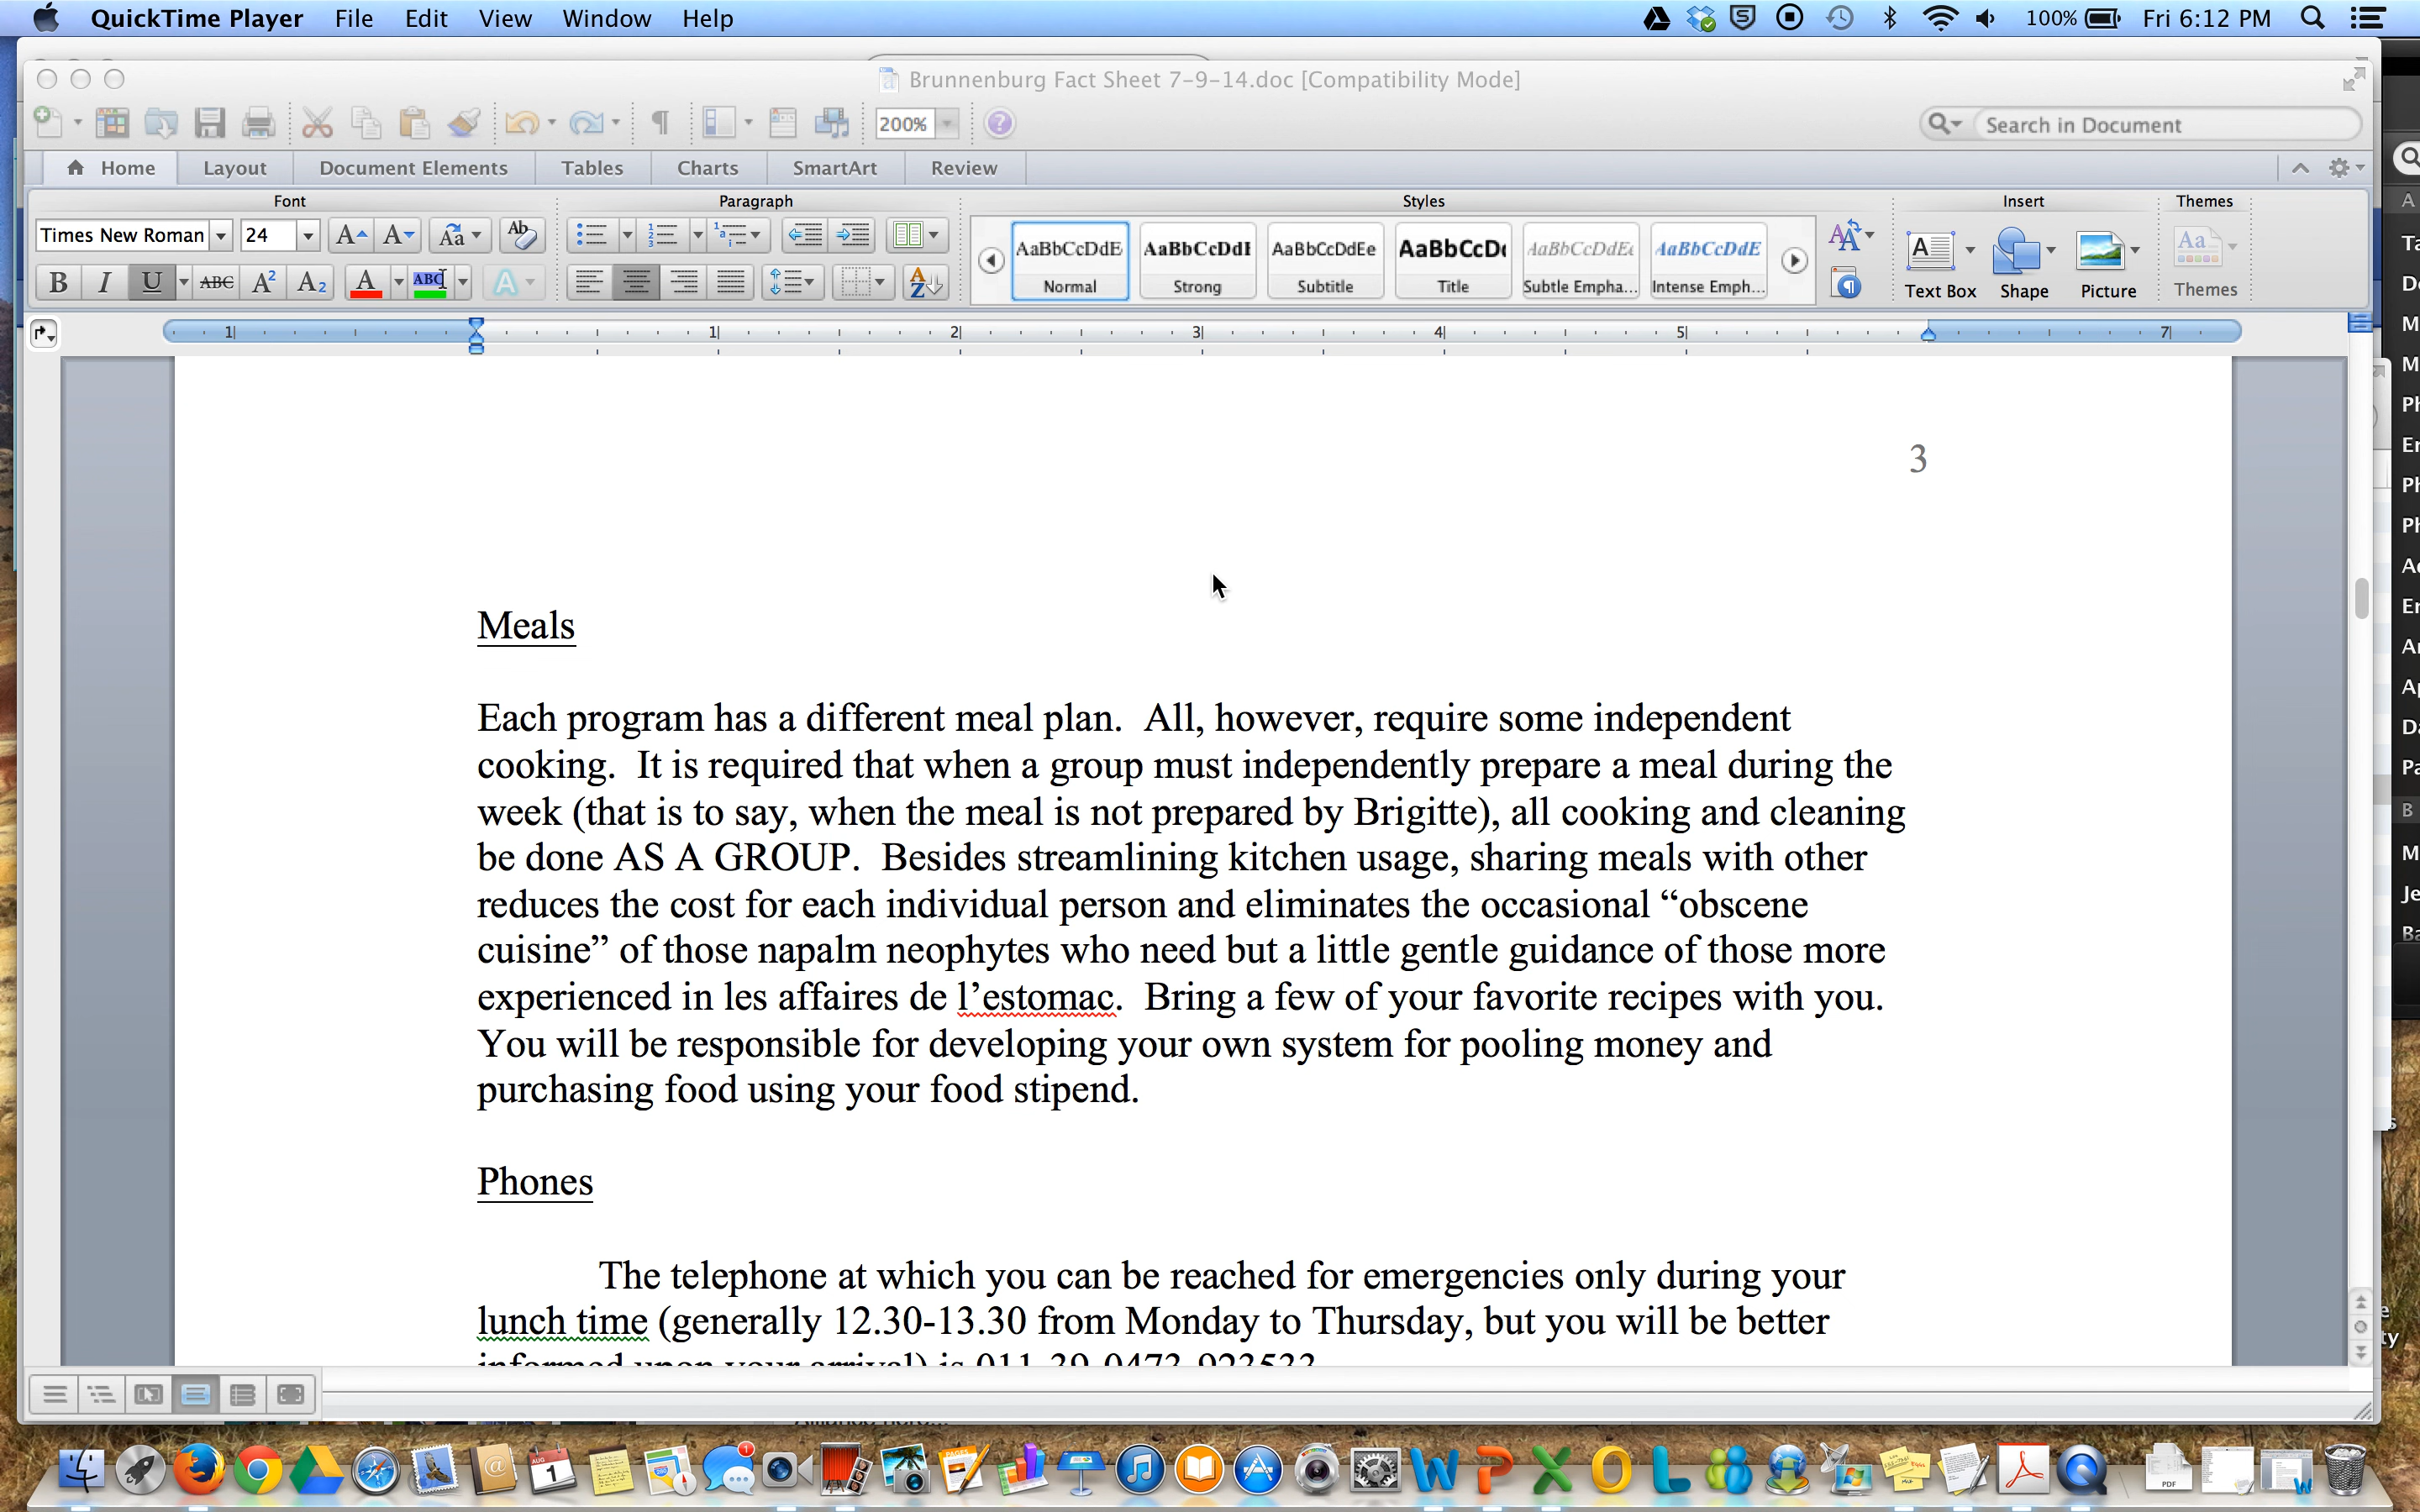 QuickTime Player File Edit View Window Help 100% Fri 6:12 PM
Brunnenburg Fact Sheet 7-9-14.doc [Compatibility Mode]
200% Search in Document
Home Layout Document Elements Tables Charts SmartArt Review
Font Paragraph Styles Insert Themes
Times New Roman 24
AaBbCcDdE AaBbCcDdE AaBbCcDdEe AaBbCcDd AaBbCcDdEe AaBbCcDdE
Normal Strong Subtitle Title Subtle Empha... Intense Emph...
Text Box Shape Picture Themes
1 1 2 3 4 5 7
3
Meals
Each program has a different meal plan.  All, however, require some independent
cooking.  It is required that when a group must independently prepare a meal during the
week (that is to say, when the meal is not prepared by Brigitte), all cooking and cleaning
be done AS A GROUP.  Besides streamlining kitchen usage, sharing meals with other
reduces the cost for each individual person and eliminates the occasional “obscene
cuisine” of those napalm neophytes who need but a little gentle guidance of those more
experienced in les affaires de l’estomac.  Bring a few of your favorite recipes with you.
You will be responsible for developing your own system for pooling money and
purchasing food using your food stipend.
Phones
The telephone at which you can be reached for emergencies only during your
lunch time (generally 12.30-13.30 from Monday to Thursday, but you will be better
informed upon your arrival) is 011-39-0473-923533